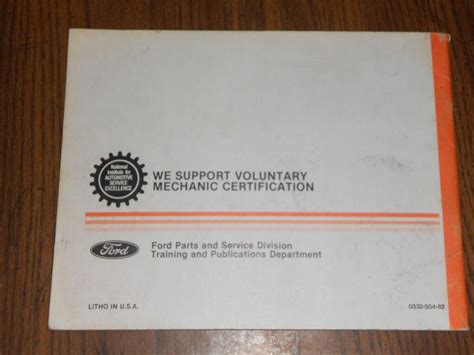 National
Institute for
AUTOMOTIVE
SERVICE
EXCELLENCE
WE SUPPORT VOLUNTARY
MECHANIC CERTIFICATION
Ford
Ford Parts and Service Division
Training and Publications Department
LITHO IN U.S.A.
0332-504-82